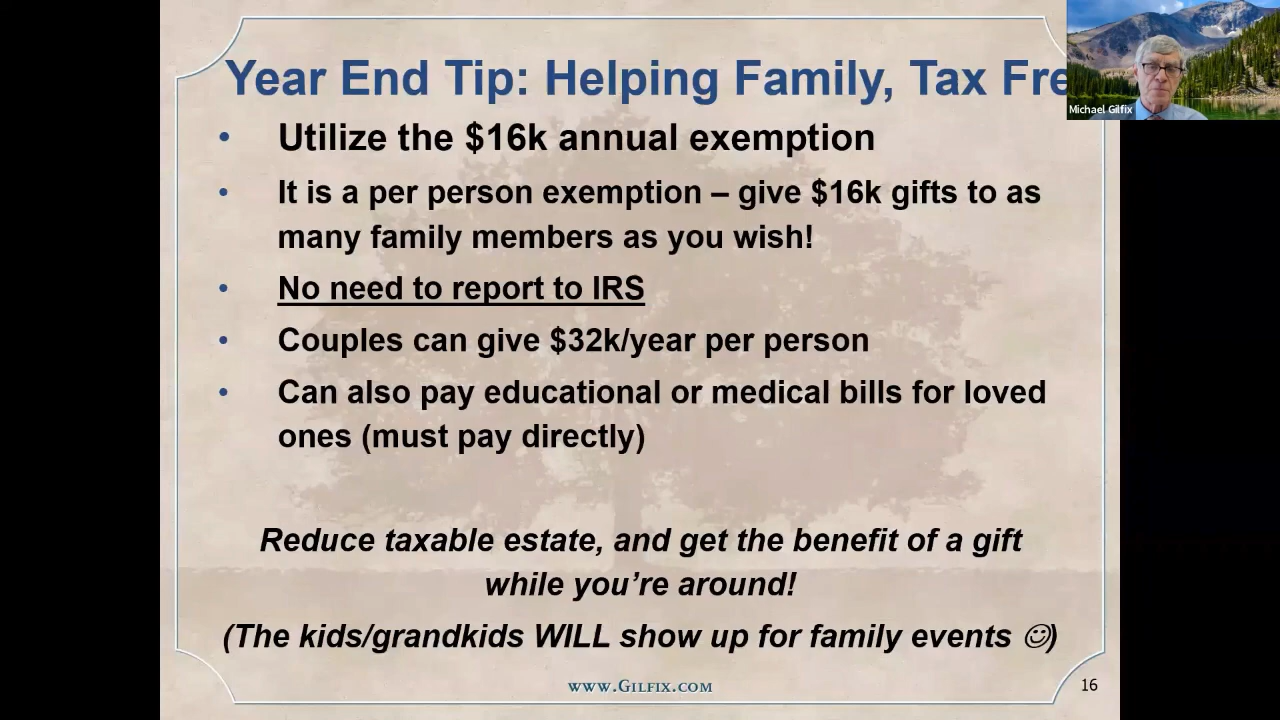 Year End Tip: Helping Family, Tax Fre
Michael Gilfix
• Utilize the $16k annual exemption
• It is a per person exemption – give $16k gifts to as
many family members as you wish!
• No need to report to IRS
• Couples can give $32k/year per person
• Can also pay educational or medical bills for loved
ones (must pay directly)
Reduce taxable estate, and get the benefit of a gift
while you’re around!
(The kids/grandkids WILL show up for family events ☺)
www.Gilfix.com
16